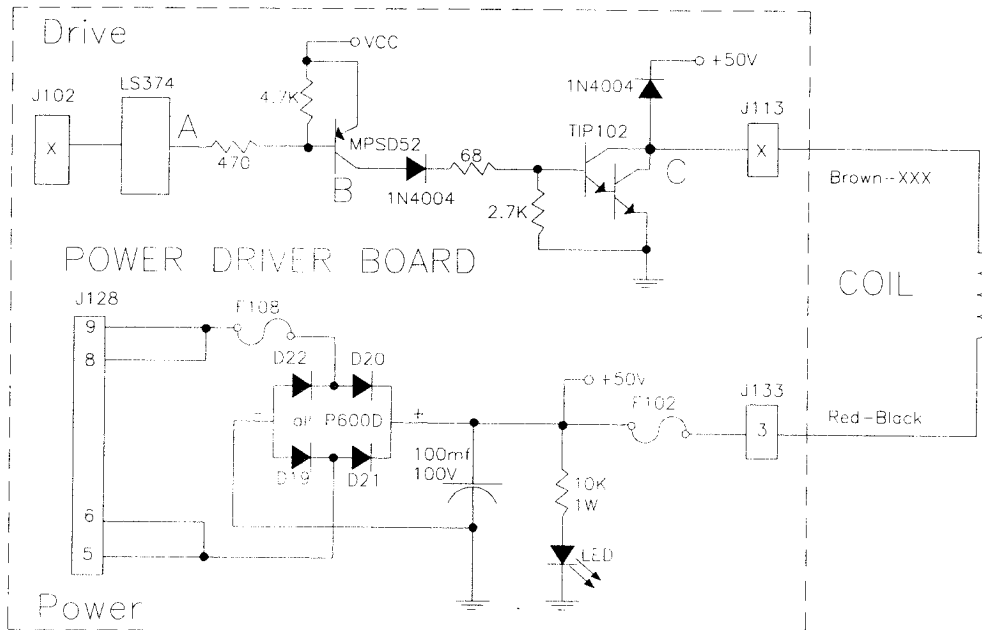 Drive
VCC
+50V
J102
LS374
4.7K
1N4004
J113
X
A
470
MPSD52
B
1N4004
68
TIP102
C
X
2.7K
Brown--XXX
POWER DRIVER BOARD
COIL
J128
9
8
F108
D22
D20
- all P600D +
D19
D21
+50V
F102
J133
3
Red-Black
100mf
100V
10K
1W
6
5
LED
Power